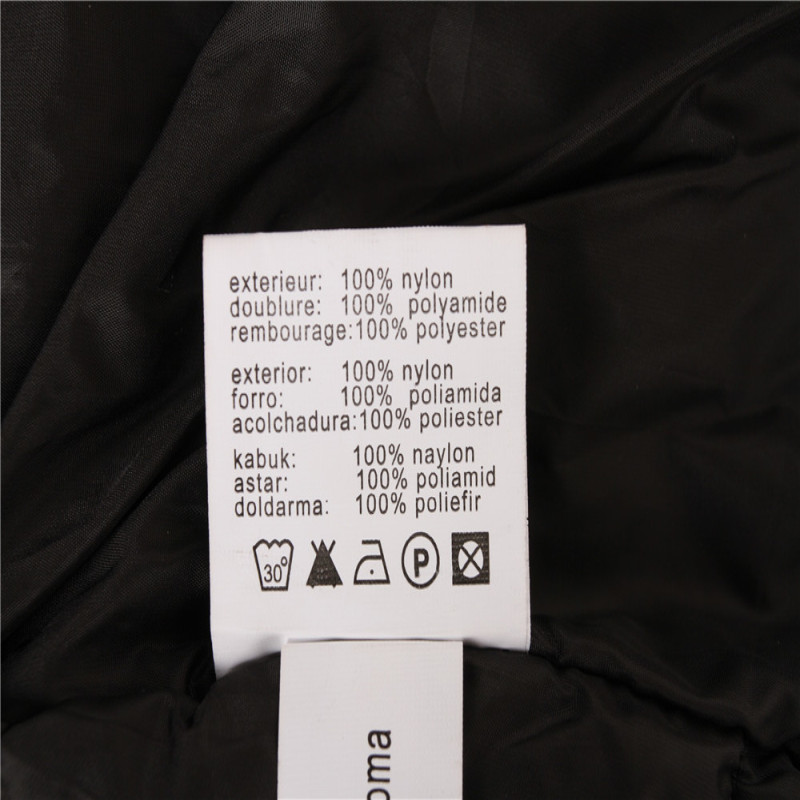 exterieur: 100% nylon
doublure: 100% polyamide
rembourage:100% polyester
exterior: 100% nylon
forro: 100% poliamida
acolchadura:100% poliester
kabuk: 100% naylon
astar: 100% poliamid
doldarma: 100% poliefir
30°
P
oma